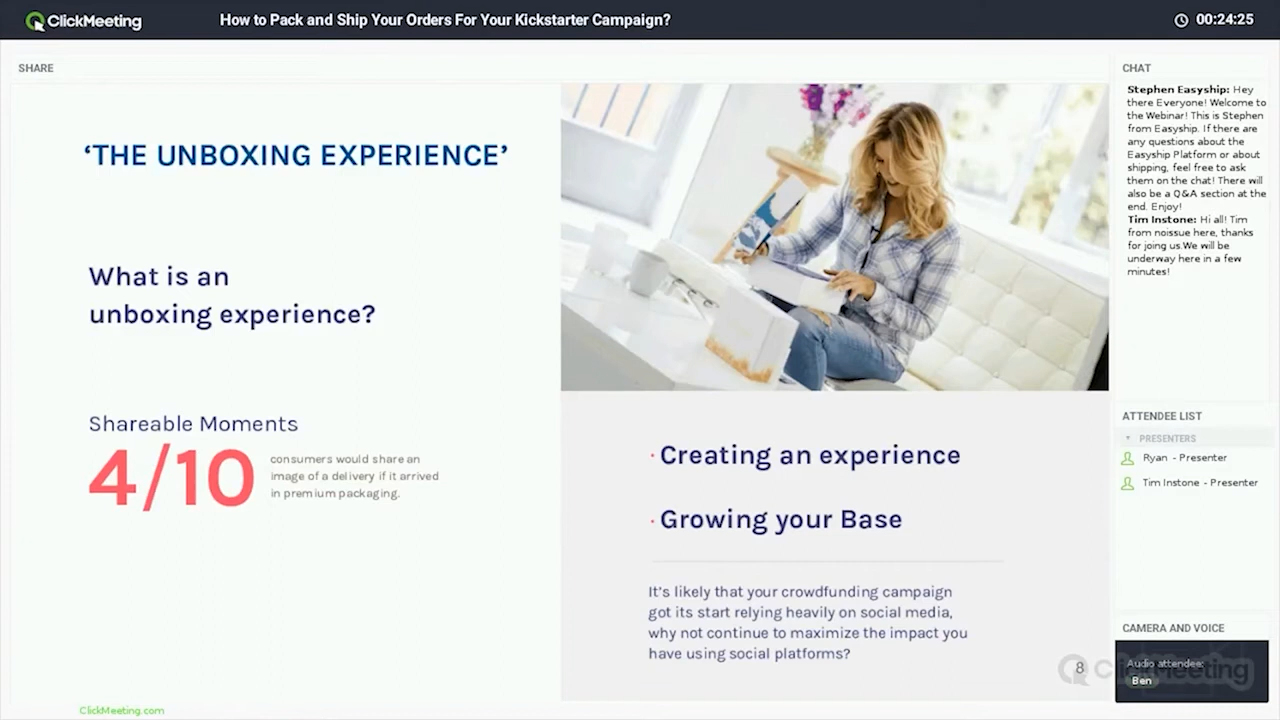 ClickMeeting
How to Pack and Ship Your Orders For Your Kickstarter Campaign?
00:24:25
SHARE
‘THE UNBOXING EXPERIENCE’
What is an
unboxing experience?
Shareable Moments
4/10
consumers would share an
image of a delivery if it arrived
in premium packaging.
· Creating an experience
· Growing your Base
It's likely that your crowdfunding campaign
got its start relying heavily on social media,
why not continue to maximize the impact you
have using social platforms?
8
ClickMeeting.com
CHAT
Stephen Easyship: Hey
there Everyone! Welcome to
the Webinar! This is Stephen
from Easyship. If there are
any questions about the
Easyship Platform or about
shipping, feel free to ask
them on the chat! There will
also be a Q&A section at the
end. Enjoy!
Tim Instone: Hi all! Tim
from noissue here, thanks
for joing us.We will be
underway here in a few
minutes!
ATTENDEE LIST
PRESENTERS
Ryan - Presenter
Tim Instone - Presenter
CAMERA AND VOICE
ClickMeeting
Audio attendee:
Ben